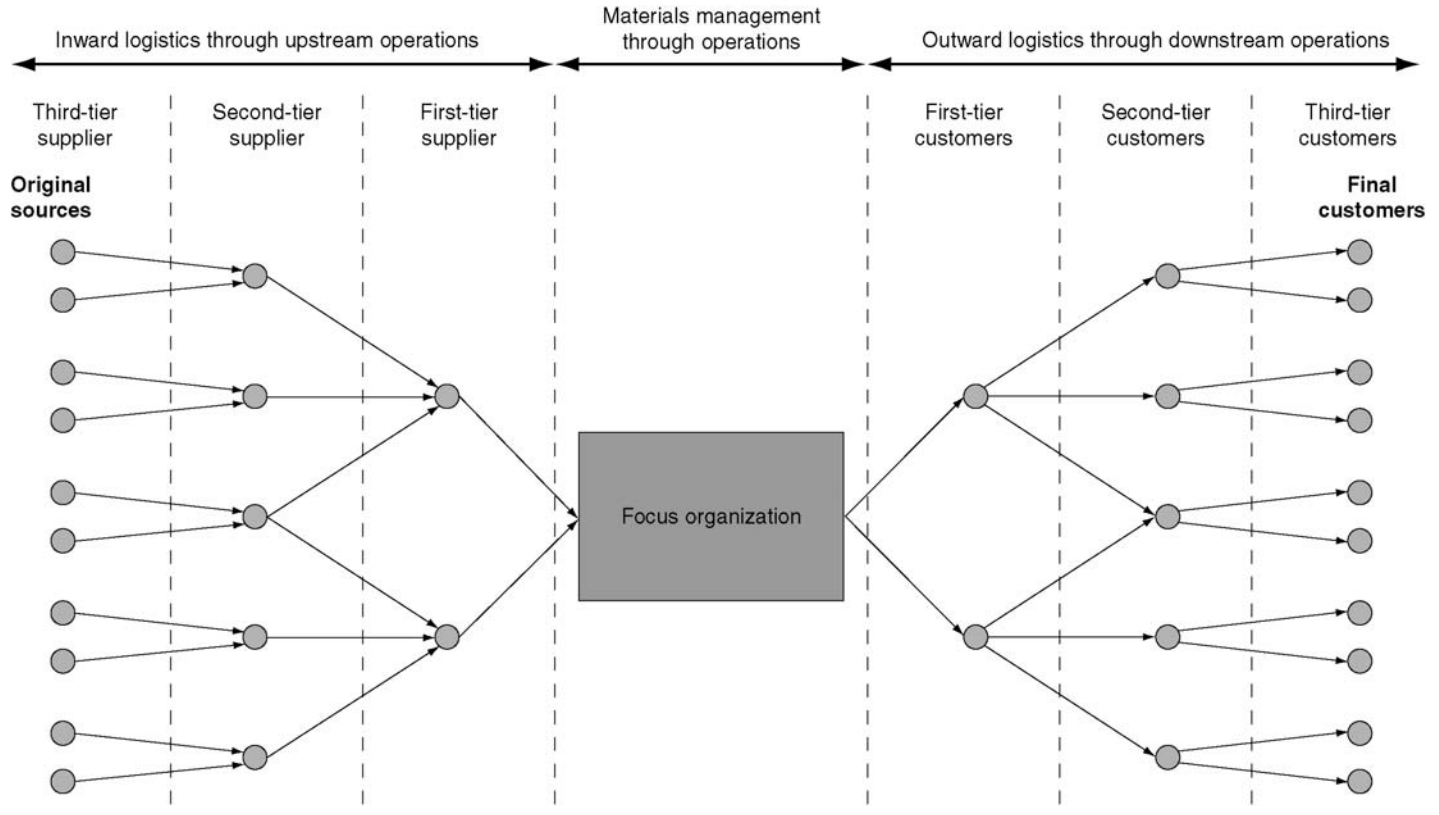 Inward logistics through upstream operations
Materials management
through operations
Outward logistics through downstream operations
Third-tier
supplier
Second-tier
supplier
First-tier
supplier
First-tier
customers
Second-tier
customers
Third-tier
customers
Original
sources
Final
customers
Focus organization